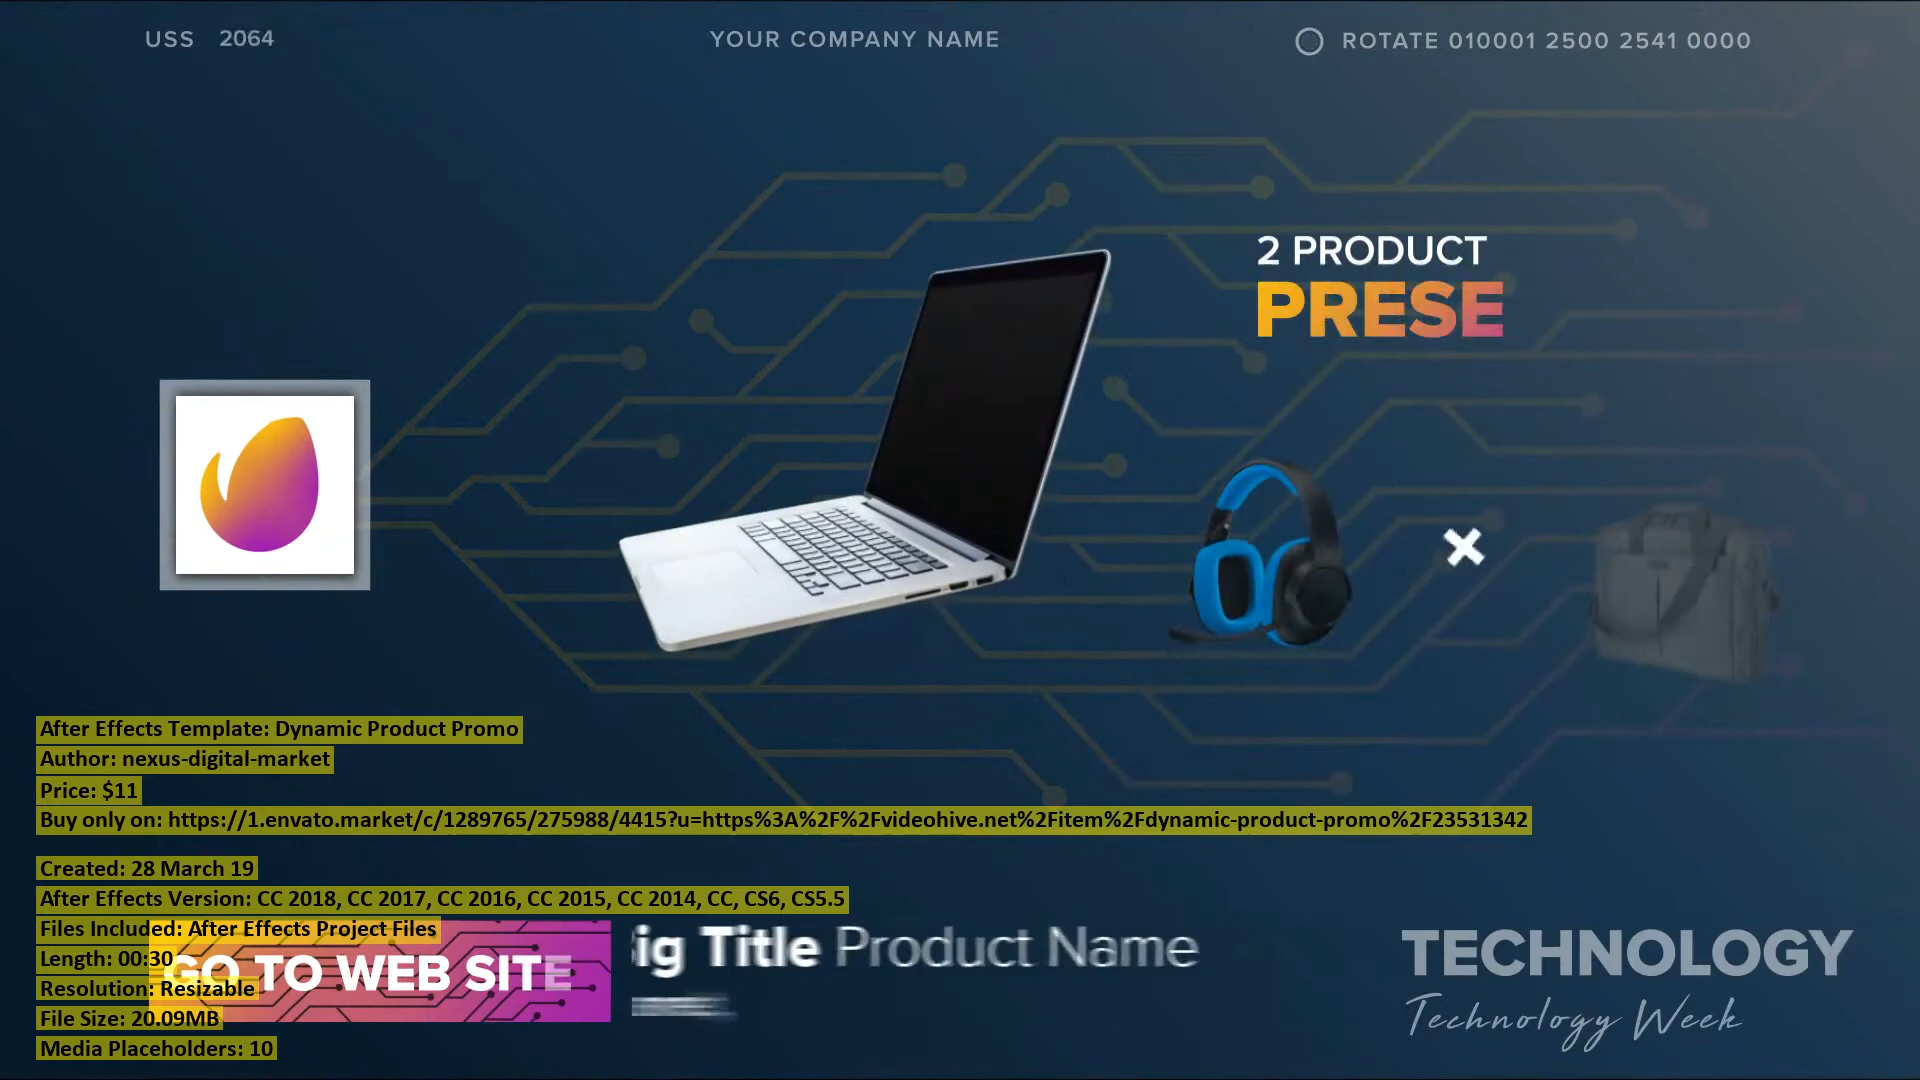 USS 2064
YOUR COMPANY NAME
ROTATE 010001 2500 2541 0000
2 PRODUCT
PRESE
After Effects Template: Dynamic Product Promo
Author: nexus-digital-market
Price: $11
Buy only on: https://1.envato.market/c/1289765/275988/4415?u=https%3A%2F%2Fvideohive.net%2Fitem%2Fdynamic-product-promo%2F23531342
Created: 28 March 19
After Effects Version: CC 2018, CC 2017, CC 2016, CC 2015, CC 2014, CC, CS6, CS5.5
Files Included: After Effects Project Files
Length: 00:30
Resolution: Resizable
File Size: 20.09MB
Media Placeholders: 10
GO TO WEB SITE
ig Title Product Name
TECHNOLOGY
Technology Week